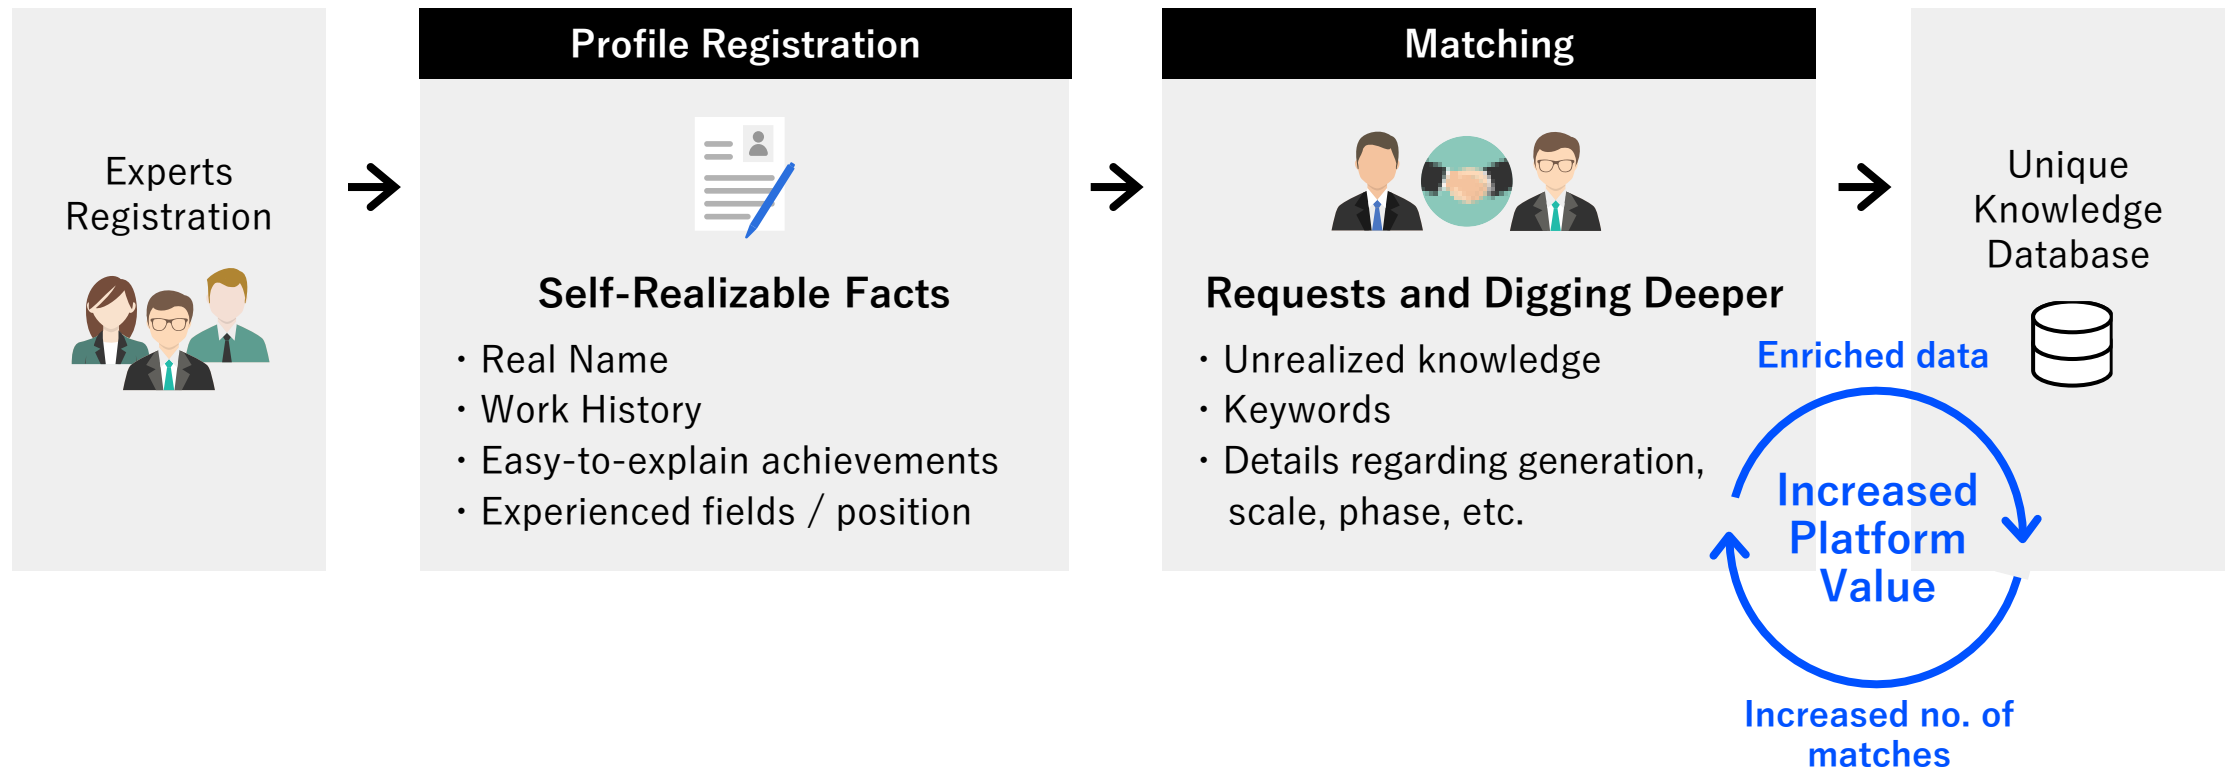 Experts
Registration
Profile Registration
Self-Realizable Facts
・Real Name
・Work History
・Easy-to-explain achievements
・Experienced fields / position
Matching
Requests and Digging Deeper
・Unrealized knowledge
・Keywords
・Details regarding generation,
scale, phase, etc.
Unique
Knowledge
Database
Enriched data
Increased
Platform
Value
Increased no. of
matches